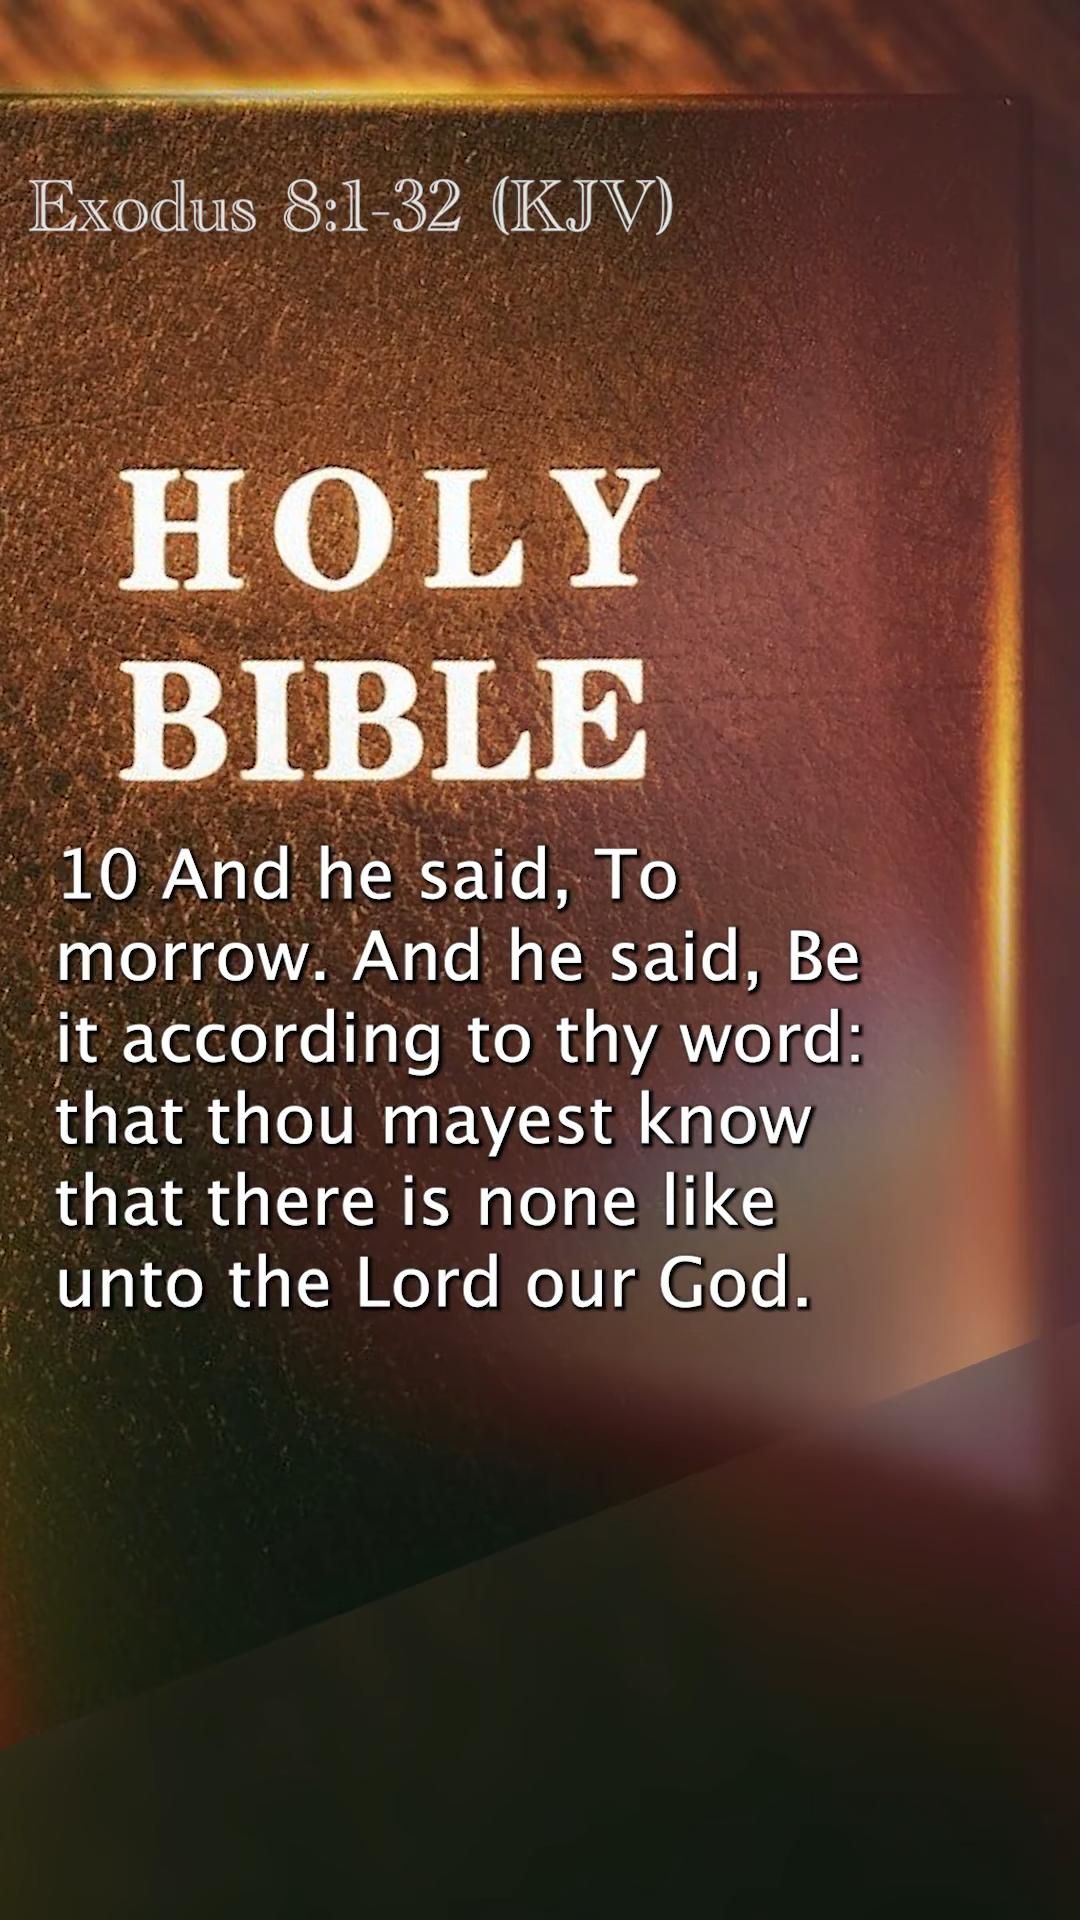 Exodus 8:1-32 (KJV)
HOLY
BIBLE
10 And he said, To
morrow. And he said, Be
it according to thy word:
that thou mayest know
that there is none like
unto the Lord our God.